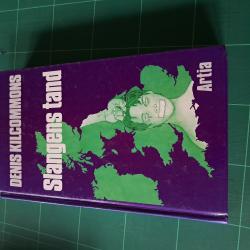 DENIS KILCOMMONS
Slangens tand
Artia